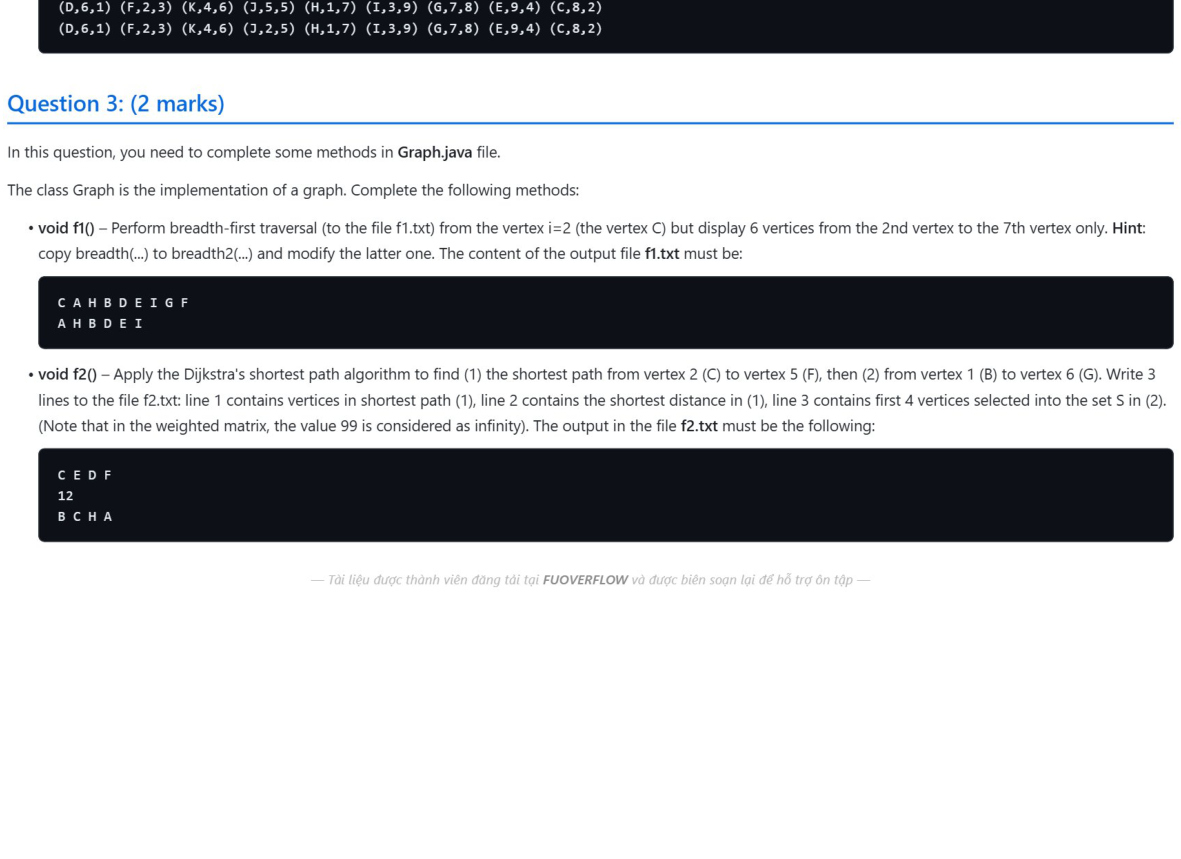 (D,6,1) (F,2,3) (K,4,6) (J,5,5) (H,1,7) (I,3,9) (G,7,8) (E,9,4) (C,8,2)
(D,6,1) (F,2,3) (K,4,6) (J,2,5) (H,1,7) (I,3,9) (G,7,8) (E,9,4) (C,8,2)
Question 3: (2 marks)
In this question, you need to complete some methods in Graph.java file.
The class Graph is the implementation of a graph. Complete the following methods:
• void f1() – Perform breadth-first traversal (to the file f1.txt) from the vertex i=2 (the vertex C) but display 6 vertices from the 2nd vertex to the 7th vertex only. Hint:
copy breadth(...) to breadth2(...) and modify the latter one. The content of the output file f1.txt must be:
C A H B D E I G F
A H B D E I
• void f2() – Apply the Dijkstra's shortest path algorithm to find (1) the shortest path from vertex 2 (C) to vertex 5 (F), then (2) from vertex 1 (B) to vertex 6 (G). Write 3
lines to the file f2.txt: line 1 contains vertices in shortest path (1), line 2 contains the shortest distance in (1), line 3 contains first 4 vertices selected into the set S in (2).
(Note that in the weighted matrix, the value 99 is considered as infinity). The output in the file f2.txt must be the following:
C E D F
12
B C H A
— Tài liệu được thành viên đăng tải tại FUOVERFLOW và được biên soạn lại để hỗ trợ ôn tập —